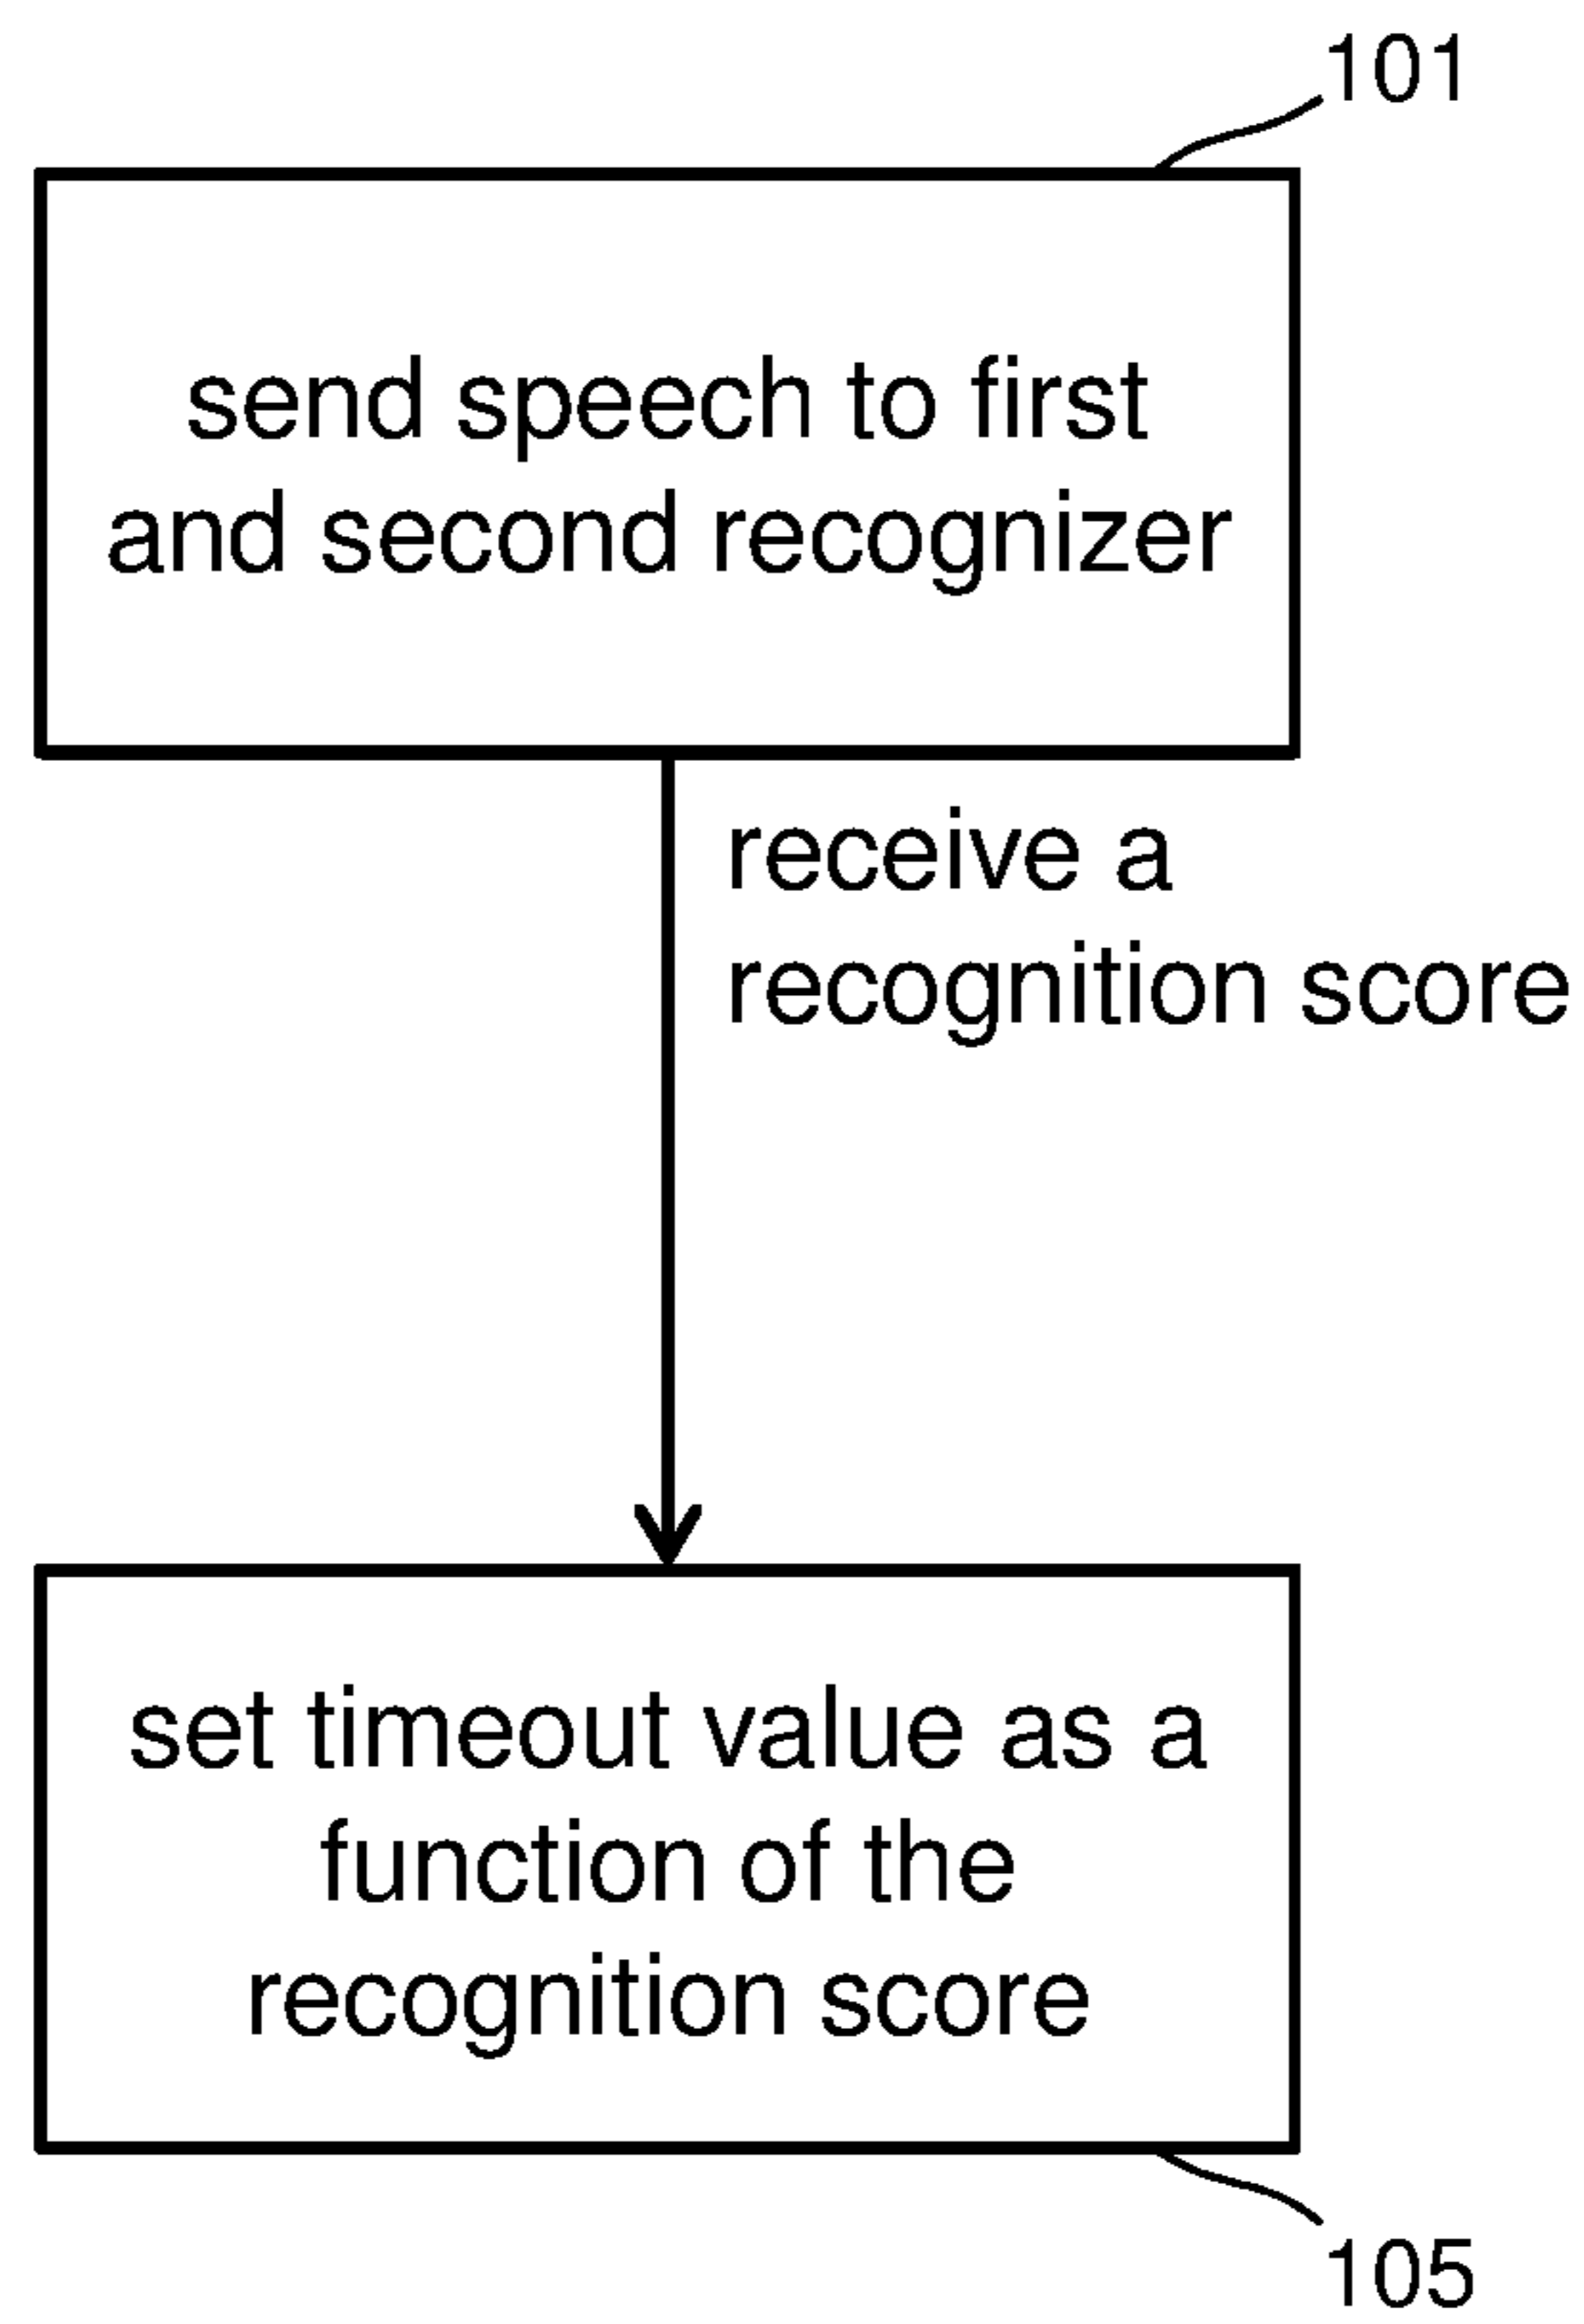 101
send speech to first
and second recognizer
receive a
recognition score
set timeout value as a
function of the
recognition score
105